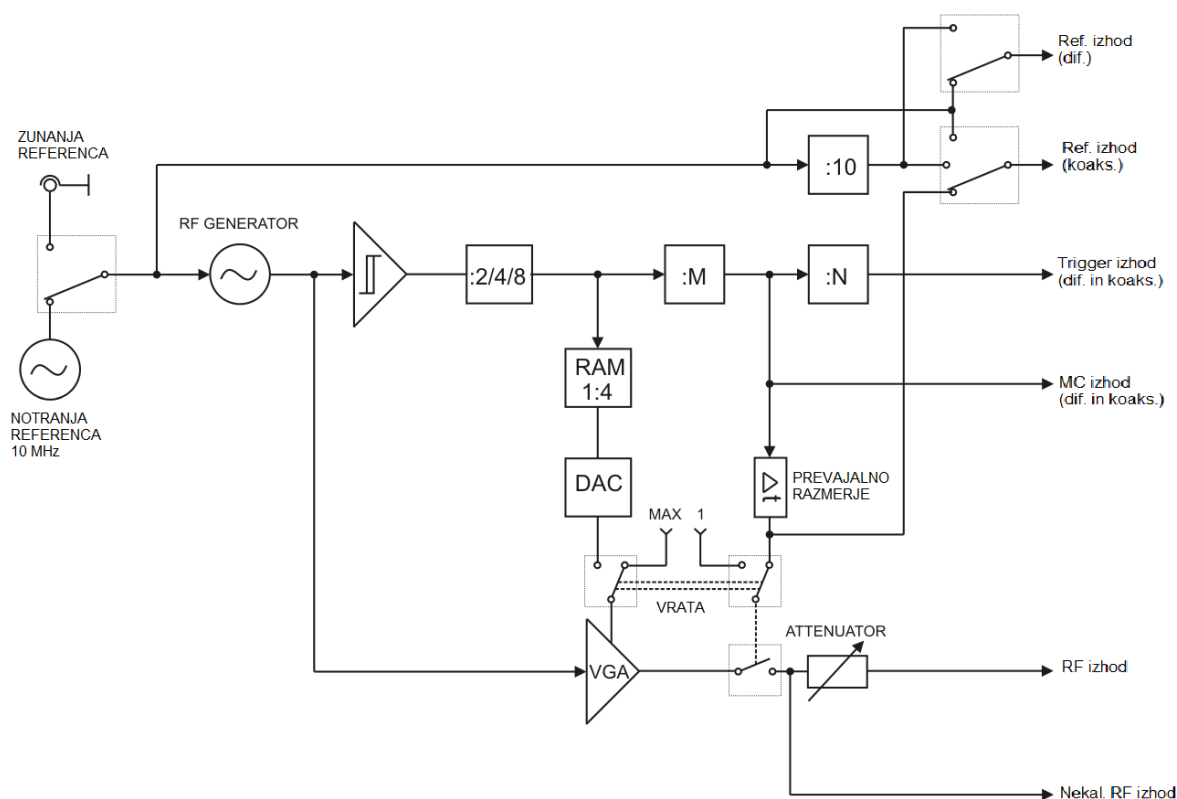 Ref. izhod
(dif.)
ZUNANJA
REFERENCA
:10
Ref. izhod
(koaks.)
RF GENERATOR
:2/4/8
:M
:N
Trigger izhod
(dif. in koaks.)
RAM
1:4
MC izhod
(dif. in koaks.)
NOTRANJA
REFERENCA
10 MHz
DAC
PREVAJALNO
RAZMERJE
t
MAX
1
VRATA
ATTENUATOR
VGA
RF izhod
Nekal. RF izhod